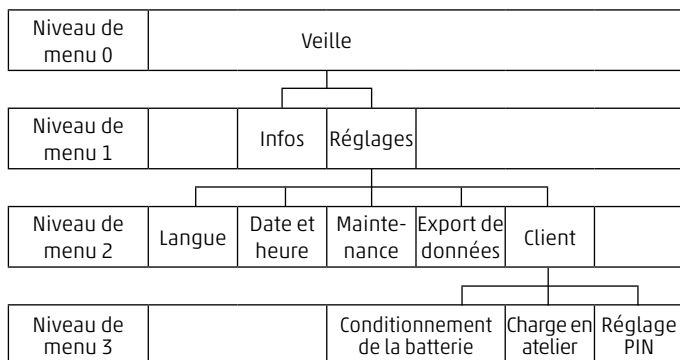 Niveau de
menu 0
Veille
Niveau de
menu 1
Infos
Réglages
Niveau de
menu 2
Langue
Date et
heure
Mainte-
nance
Export de
données
Client
Niveau de
menu 3
Conditionnement
de la batterie
Charge en
atelier
Réglage
PIN